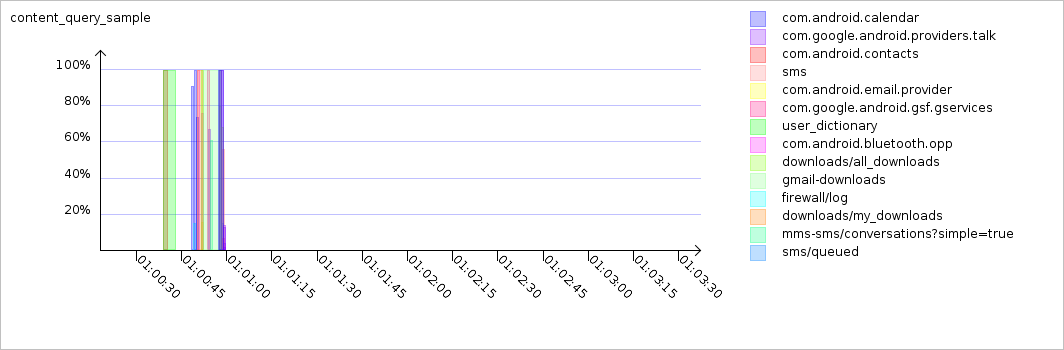 content_query_sample
100%
80%
60%
40%
20%
01:00:30
01:00:45
01:01:00
01:01:15
01:01:30
01:01:45
01:02:00
01:02:15
01:02:30
01:02:45
01:03:00
01:03:15
01:03:30
com.android.calendar
com.google.android.providers.talk
com.android.contacts
sms
com.android.email.provider
com.google.android.gsf.gservices
user_dictionary
com.android.bluetooth.opp
downloads/all_downloads
gmail-downloads
firewall/log
downloads/my_downloads
mms-sms/conversations?simple=true
sms/queued